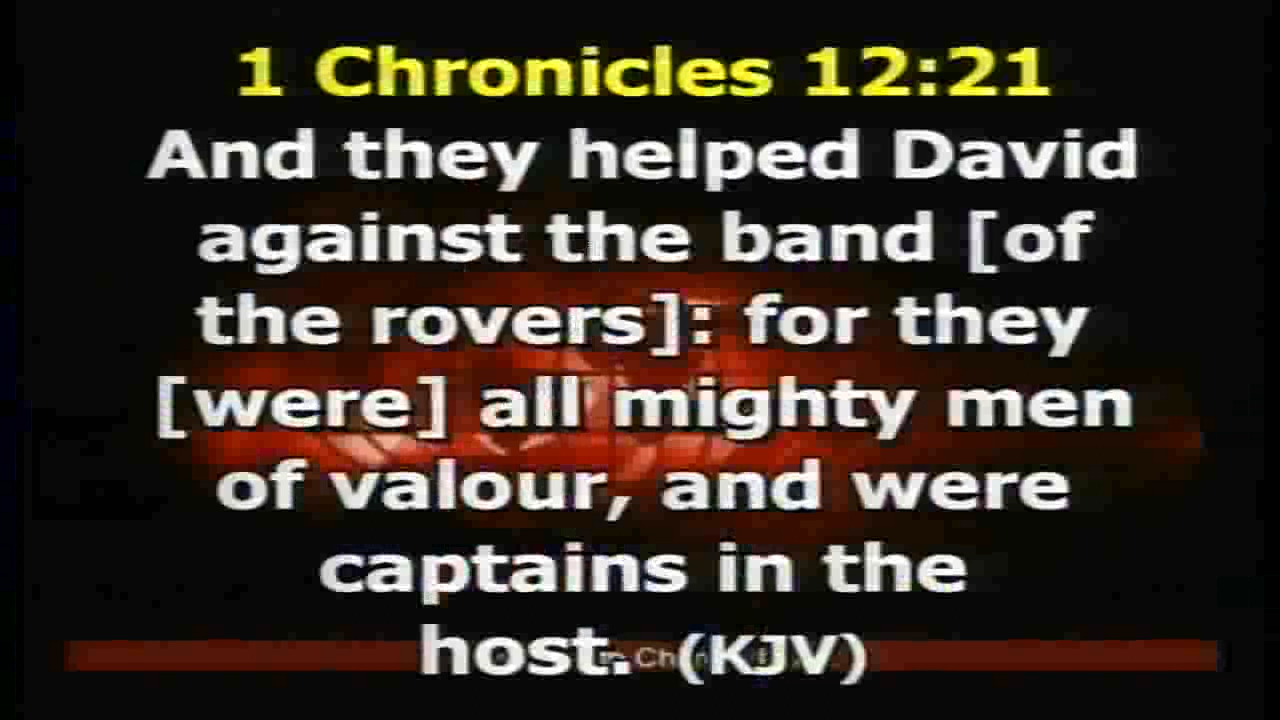 1 Chronicles 12:21
And they helped David
against the band [of
the rovers]: for they
[were] all mighty men
of valour, and were
captains in the
host. (KJV)